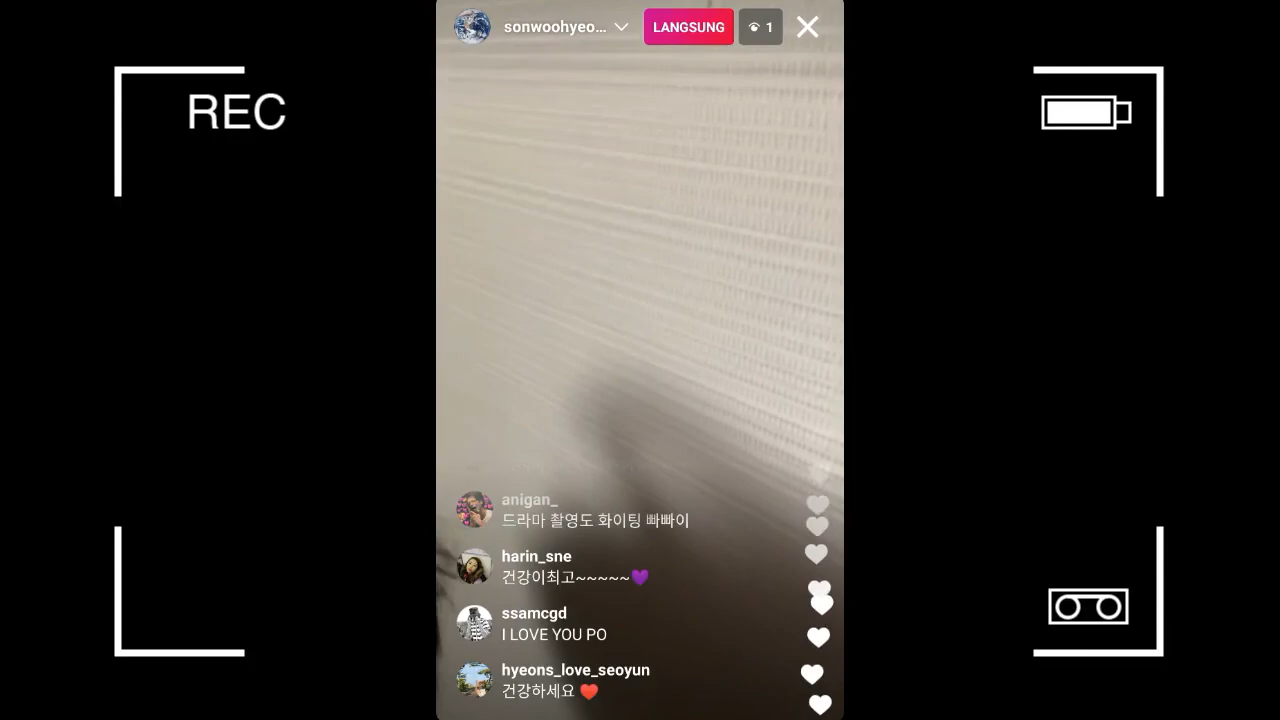 sonwoohyeo...
LANGSUNG
1
REC
anigan_
드라마 촬영도 화이팅 빠빠이
harin_sne
건강이최고~~~~~💜
ssamcgd
I LOVE YOU PO
hyeons_love_seoyun
건강하세요 ❤️